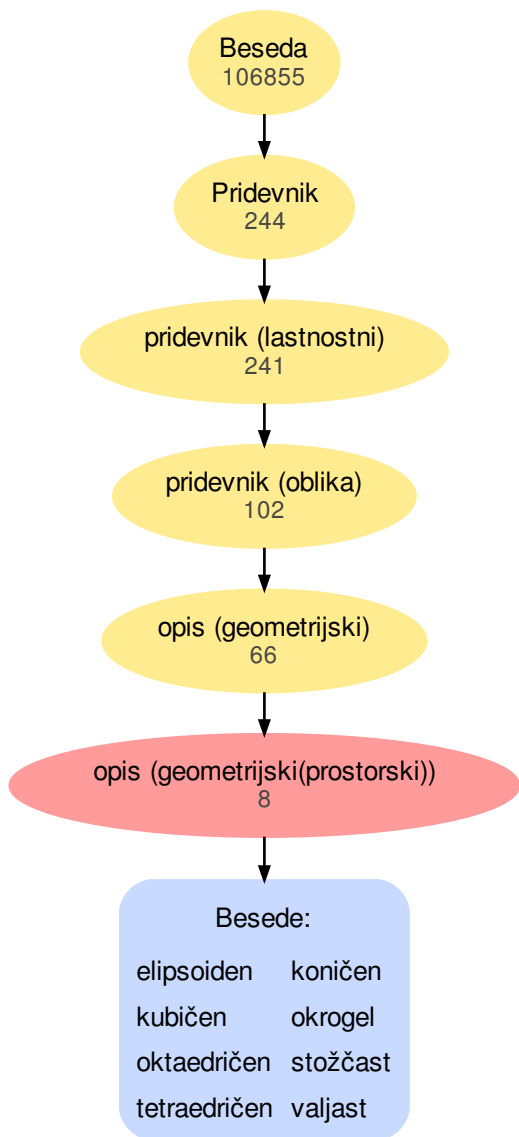 Beseda
106855
Pridevnik
244
pridevnik (lastnostni)
241
pridevnik (oblika)
102
opis (geometrijski)
66
opis (geometrijski(prostorski))
8
Besede:
elipsoiden koničen
kubičen okrogel
oktaedričen stožčast
tetraedričen valjast